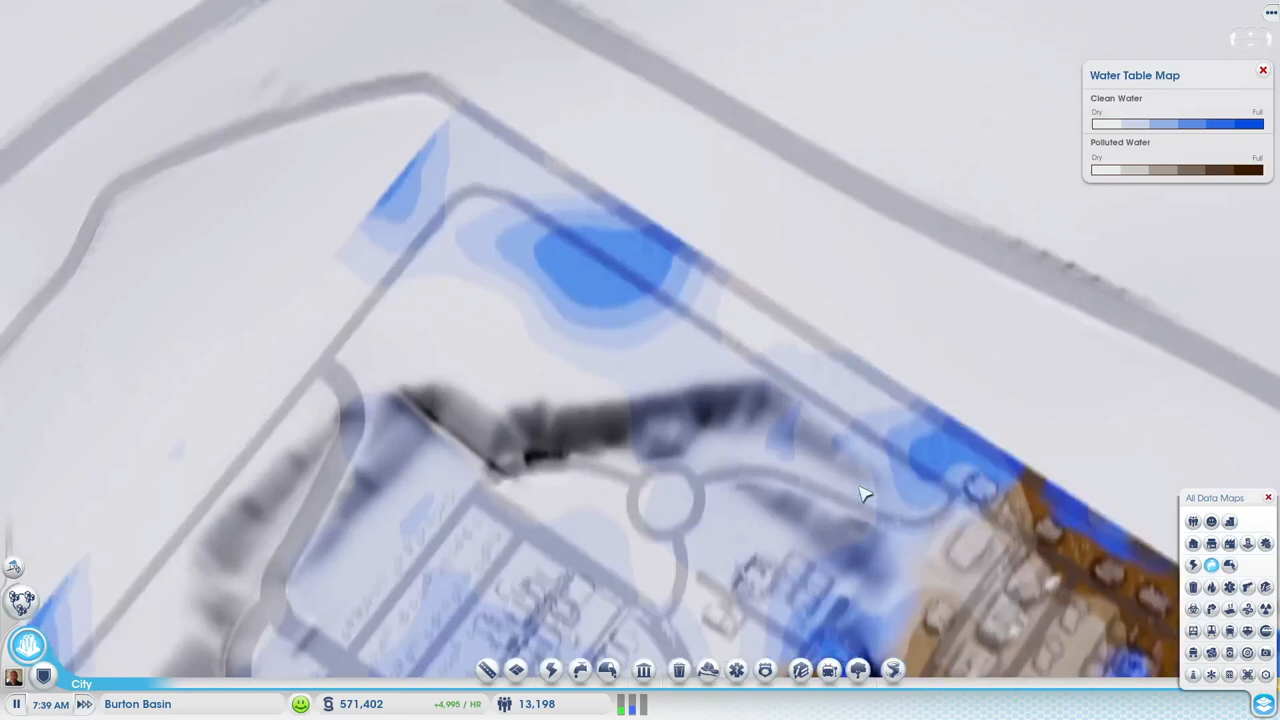 Water Table Map
Clean Water
Dry Full
Polluted Water
Dry Full
All Data Maps
City
7:39 AM Burton Basin 571,402 +4,995 / HR 13,198